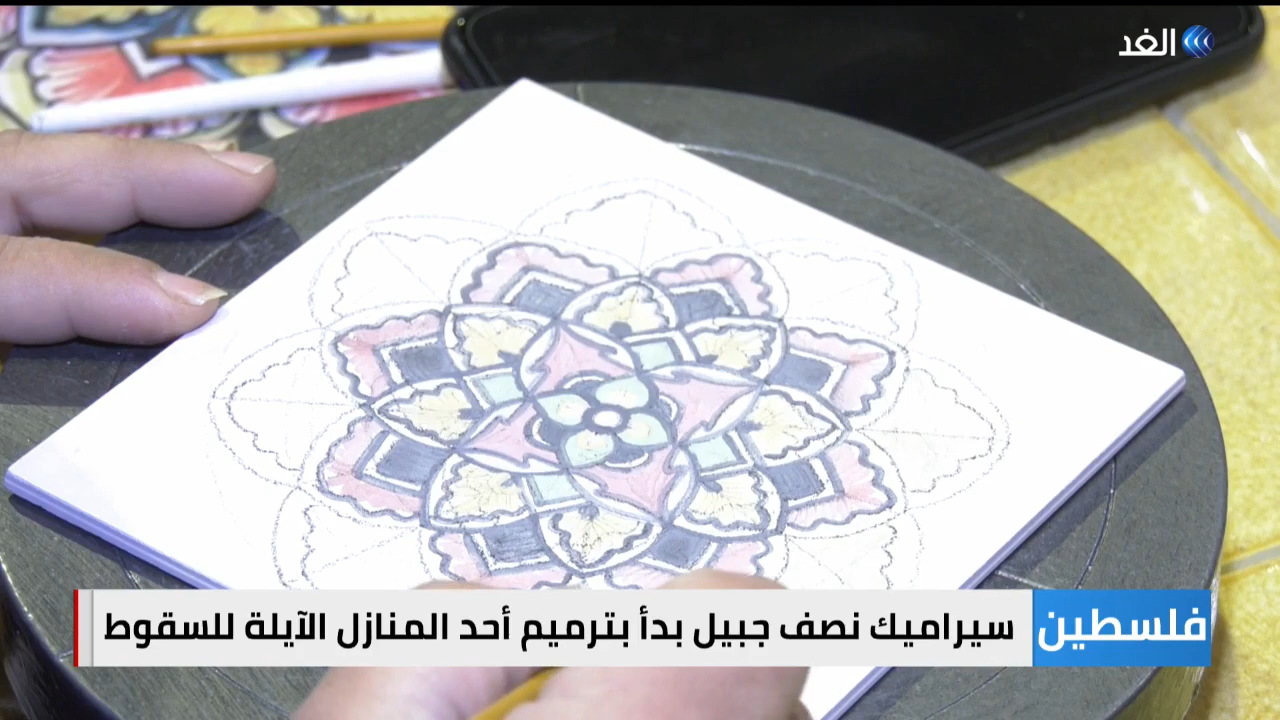 الغد
فلسطين
سيراميك نصف جبيل بدأ بترميم أحد المنازل الآيلة للسقوط